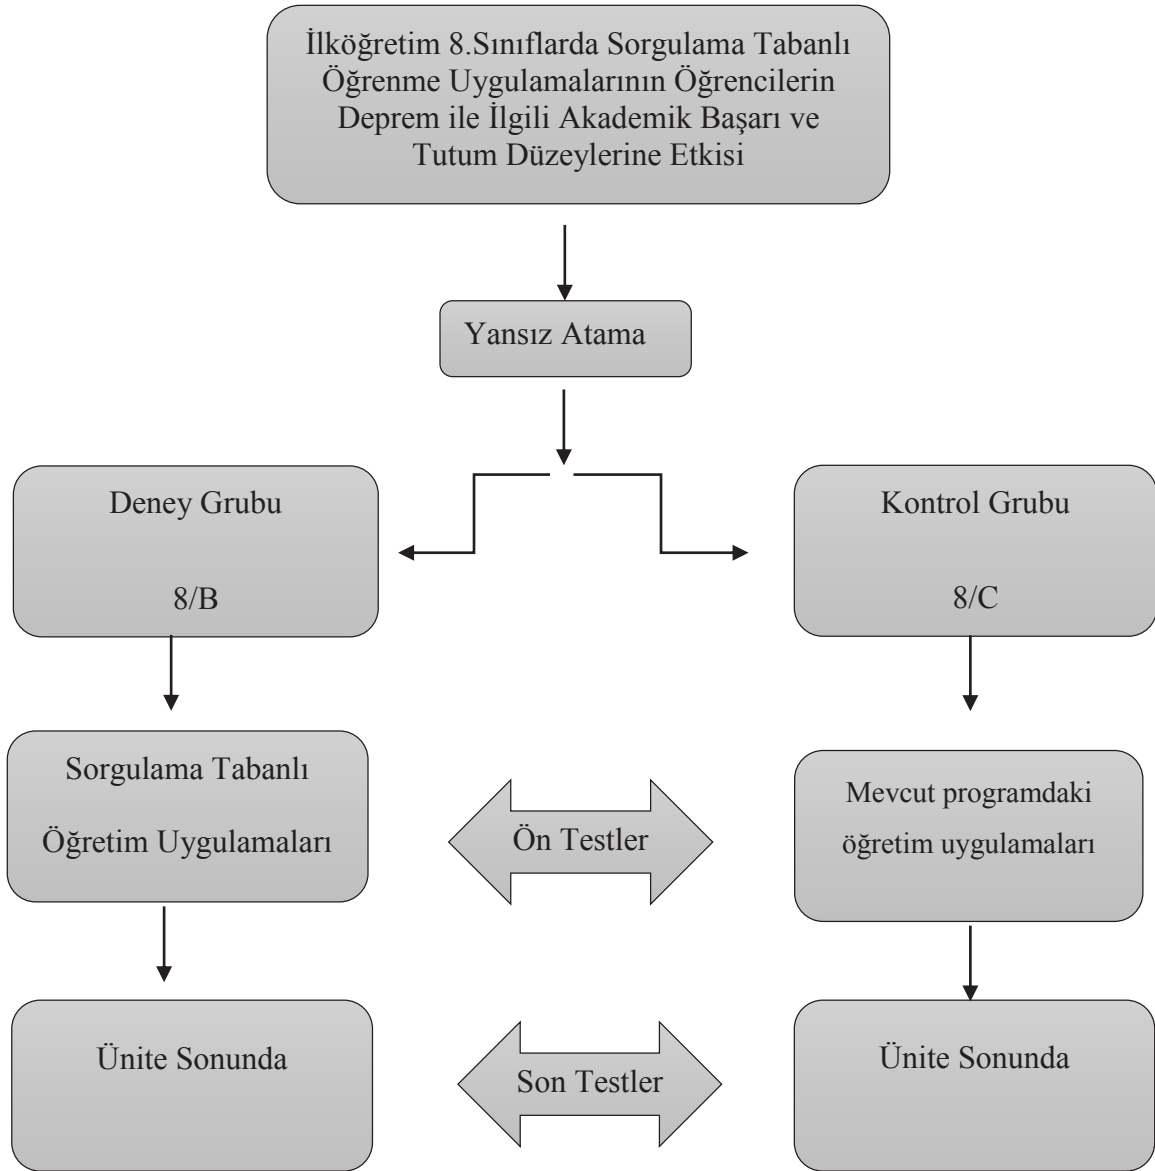 İlköğretim 8.Sınıflarda Sorgulama Tabanlı
Öğrenme Uygulamalarının Öğrencilerin
Deprem ile İlgili Akademik Başarı ve
Tutum Düzeylerine Etkisi
Yansız Atama
Deney Grubu
8/B
Kontrol Grubu
8/C
Sorgulama Tabanlı
Öğretim Uygulamaları
Ön Testler
Mevcut programdaki
öğretim uygulamaları
Ünite Sonunda
Son Testler
Ünite Sonunda